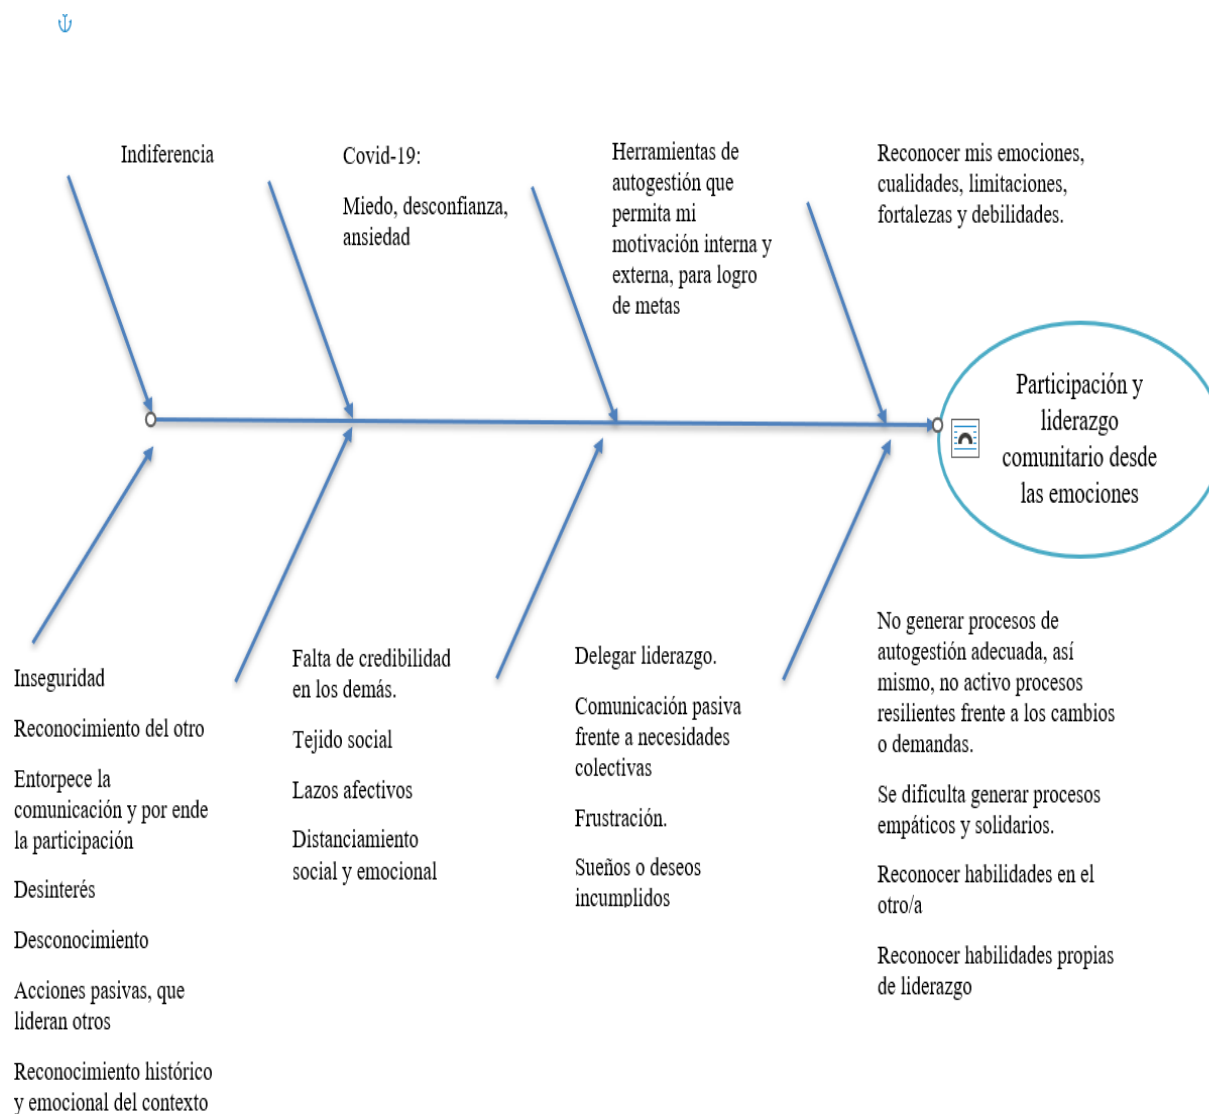 Indiferencia
Covid-19:
Miedo, desconfianza,
ansiedad
Herramientas de
autogestión que
permita mi
motivación interna y
externa, para logro
de metas
Reconocer mis emociones,
cualidades, limitaciones,
fortalezas y debilidades.
Participación y
liderazgo
comunitario desde
las emociones
Inseguridad
Reconocimiento del otro
Entorpece la
comunicación y por ende
la participación
Desinterés
Desconocimiento
Acciones pasivas, que
lideran otros
Reconocimiento histórico
y emocional del contexto
Falta de credibilidad
en los demás.
Tejido social
Lazos afectivos
Distanciamiento
social y emocional
Delegar liderazgo.
Comunicación pasiva
frente a necesidades
colectivas
Frustración.
Sueños o deseos
incumplidos
No generar procesos de
autogestión adecuada, así
mismo, no activo procesos
resilientes frente a los cambios
o demandas.
Se dificulta generar procesos
empáticos y solidarios.
Reconocer habilidades en el
otro/a
Reconocer habilidades propias
de liderazgo